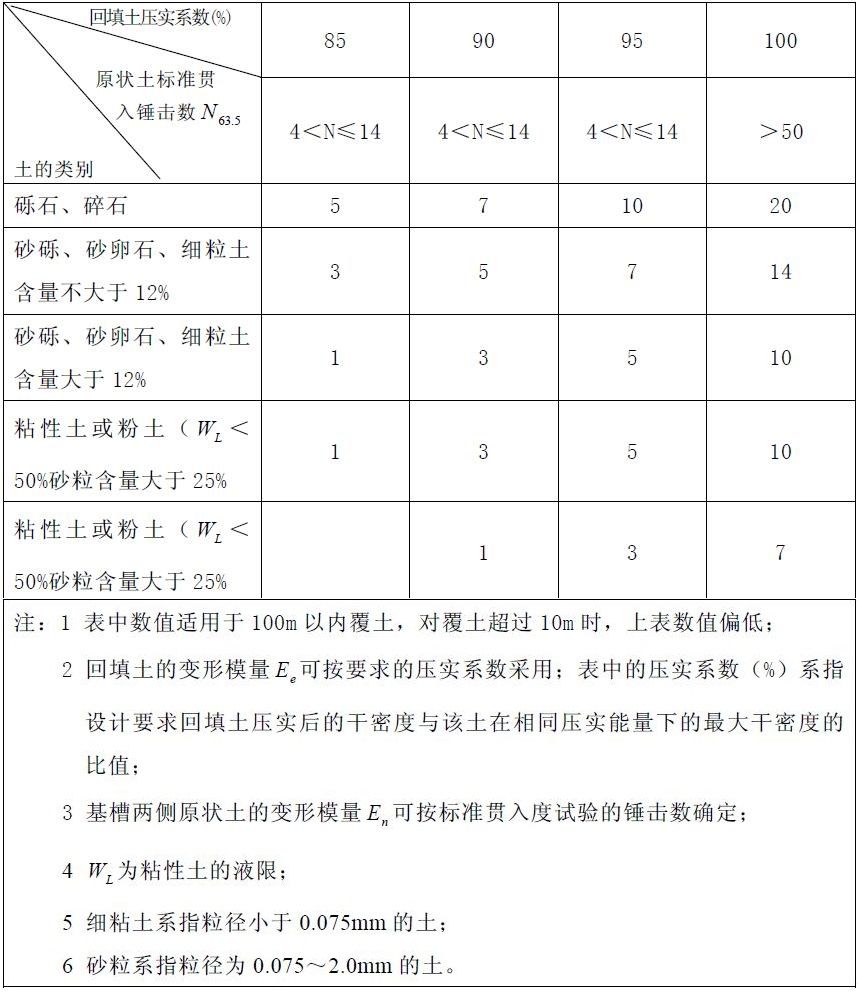 回填土压实系数(%)
85 90 95 100
原状土标准贯
入锤击数 N63.5
4＜N≤14 4＜N≤14 4＜N≤14 ＞50
土的类别
砾石、碎石 5 7 10 20
砂砾、砂卵石、细粒土
含量不大于 12% 3 5 7 14
砂砾、砂卵石、细粒土
含量大于 12% 1 3 5 10
粘性土或粉土（WL＜
50%砂粒含量大于 25% 1 3 5 10
粘性土或粉土（WL＜
50%砂粒含量大于 25% 1 3 7
注：1 表中数值适用于 100m 以内覆土，对覆土超过 10m 时，上表数值偏低；
2 回填土的变形模量 Ee 可按要求的压实系数采用；表中的压实系数（%）系指
设计要求回填土压实后的干密度与该土在相同压实能量下的最大干密度的
比值；
3 基槽两侧原状土的变形模量 En 可按标准贯入度试验的锤击数确定；
4 WL 为粘性土的液限；
5 细粘土系指粒径小于 0.075mm 的土；
6 砂粒系指粒径为 0.075～2.0mm 的土。